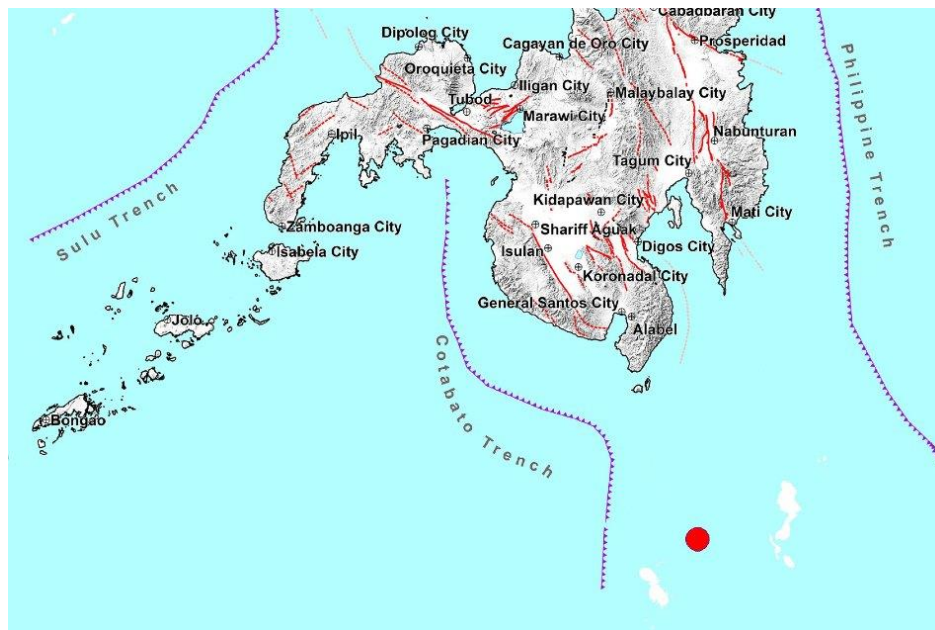 Cabadbaran City
Dipolog City
Cagayan de Oro City
Prosperidad
Oroquieta City
Iligan City
Malaybalay City
Tubod
Marawi City
Ipil
Pagadian City
Nabunturan
Tagum City
Philippine Trench
Sulu Trench
Kidapawan City
Mati City
Zamboanga City
Shariff Aguak
Isabela City
Isulan
Digos City
Koronadal City
General Santos City
Jolo
Alabel
Cotabato Trench
Bongao